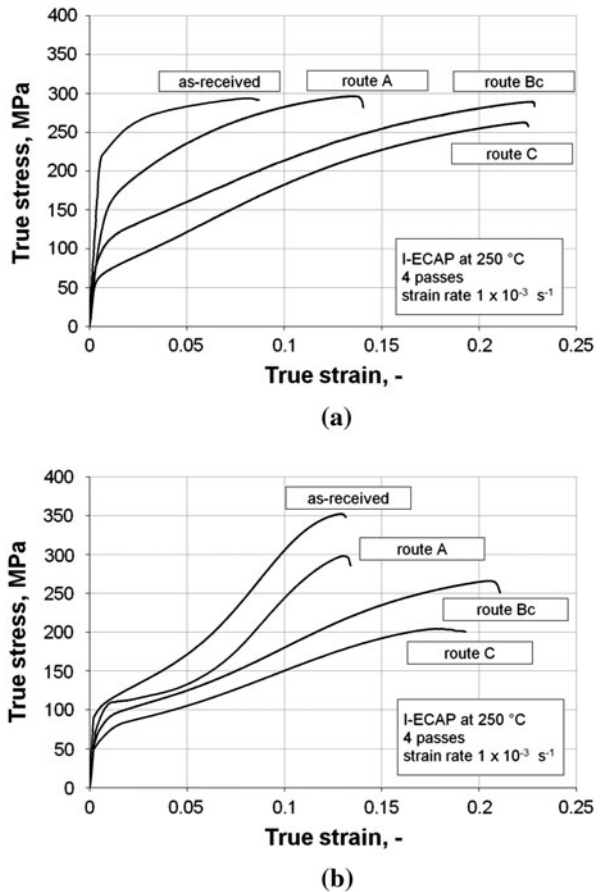 400
350
300
250
200
150
100
50
0
True stress, MPa
as-received
route A
route Bc
route C
I-ECAP at 250 °C
4 passes
strain rate 1 x 10⁻³ s⁻¹
0 0.05 0.1 0.15 0.2 0.25
True strain, -
(a)
400
350
300
250
200
150
100
50
0
True stress, MPa
as-received
route A
route Bc
route C
I-ECAP at 250 °C
4 passes
strain rate 1 x 10⁻³ s⁻¹
0 0.05 0.1 0.15 0.2 0.25
True strain, -
(b)